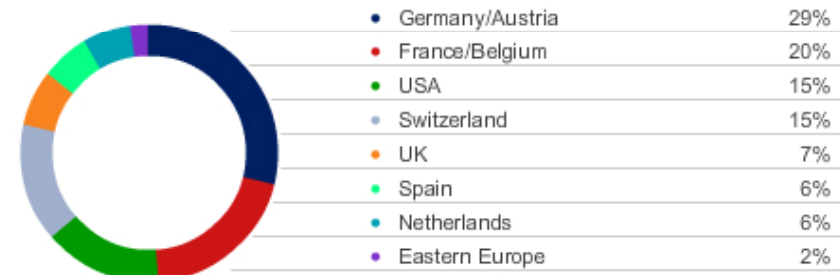 Germany/Austria 29%
France/Belgium 20%
USA 15%
Switzerland 15%
UK 7%
Spain 6%
Netherlands 6%
Eastern Europe 2%